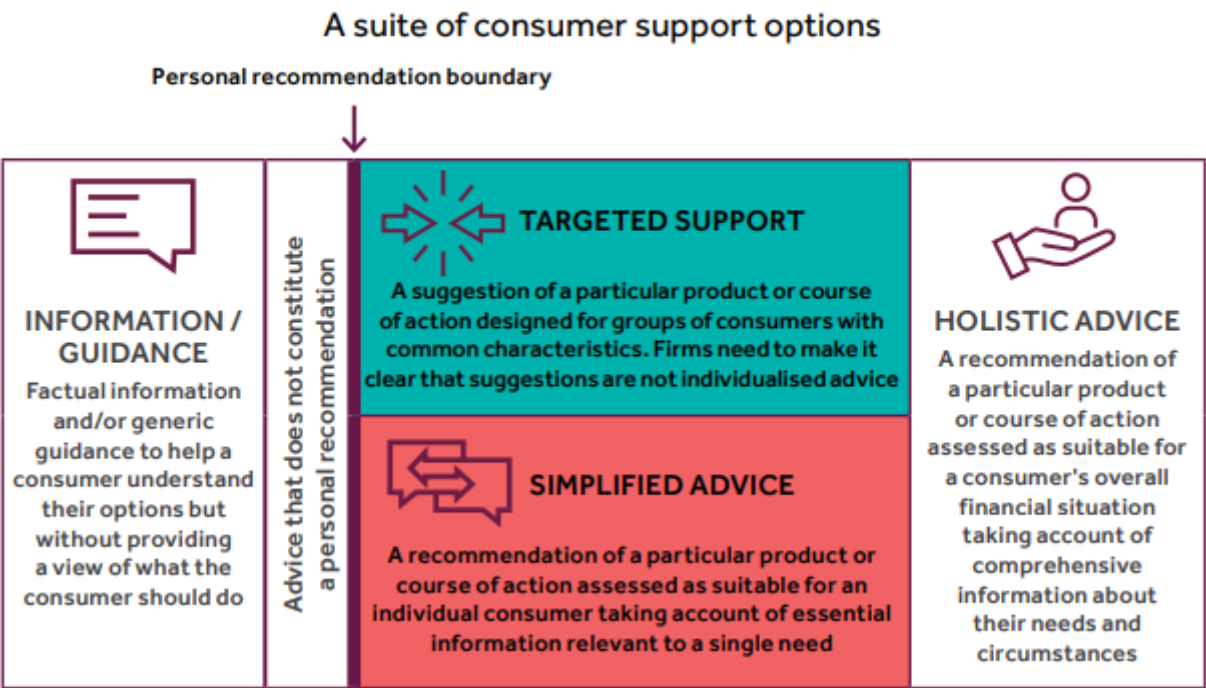 A suite of consumer support options
Personal recommendation boundary
INFORMATION /
GUIDANCE
Factual information
and/or generic
guidance to help a
consumer understand
their options but
without providing
a view of what the
consumer should do
Advice that does not constitute
a personal recommendation
TARGETED SUPPORT
A suggestion of a particular product or course
of action designed for groups of consumers with
common characteristics. Firms need to make it
clear that suggestions are not individualised advice
SIMPLIFIED ADVICE
A recommendation of a particular product or
course of action assessed as suitable for an
individual consumer taking account of essential
information relevant to a single need
HOLISTIC ADVICE
A recommendation of
a particular product
or course of action
assessed as suitable for
a consumer's overall
financial situation
taking account of
comprehensive
information about
their needs and
circumstances